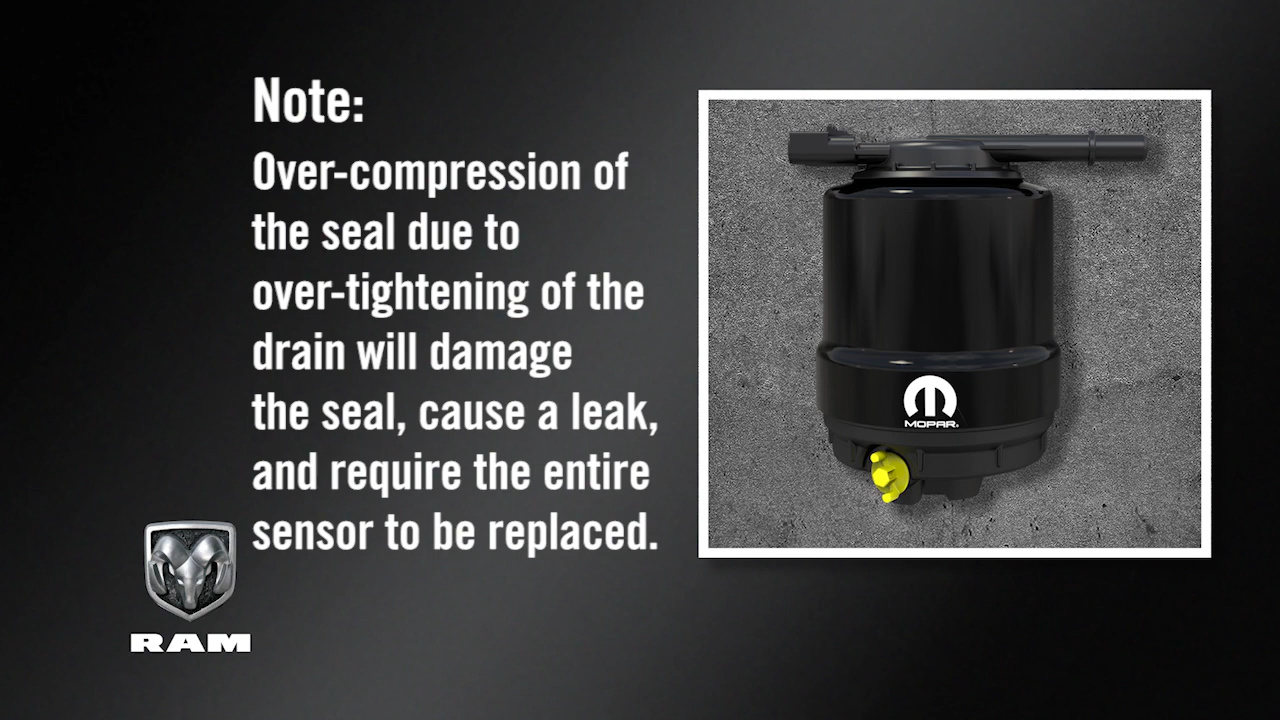 Note:
Over-compression of
the seal due to
over-tightening of the
drain will damage
the seal, cause a leak,
and require the entire
sensor to be replaced.
RAM
MOPAR®